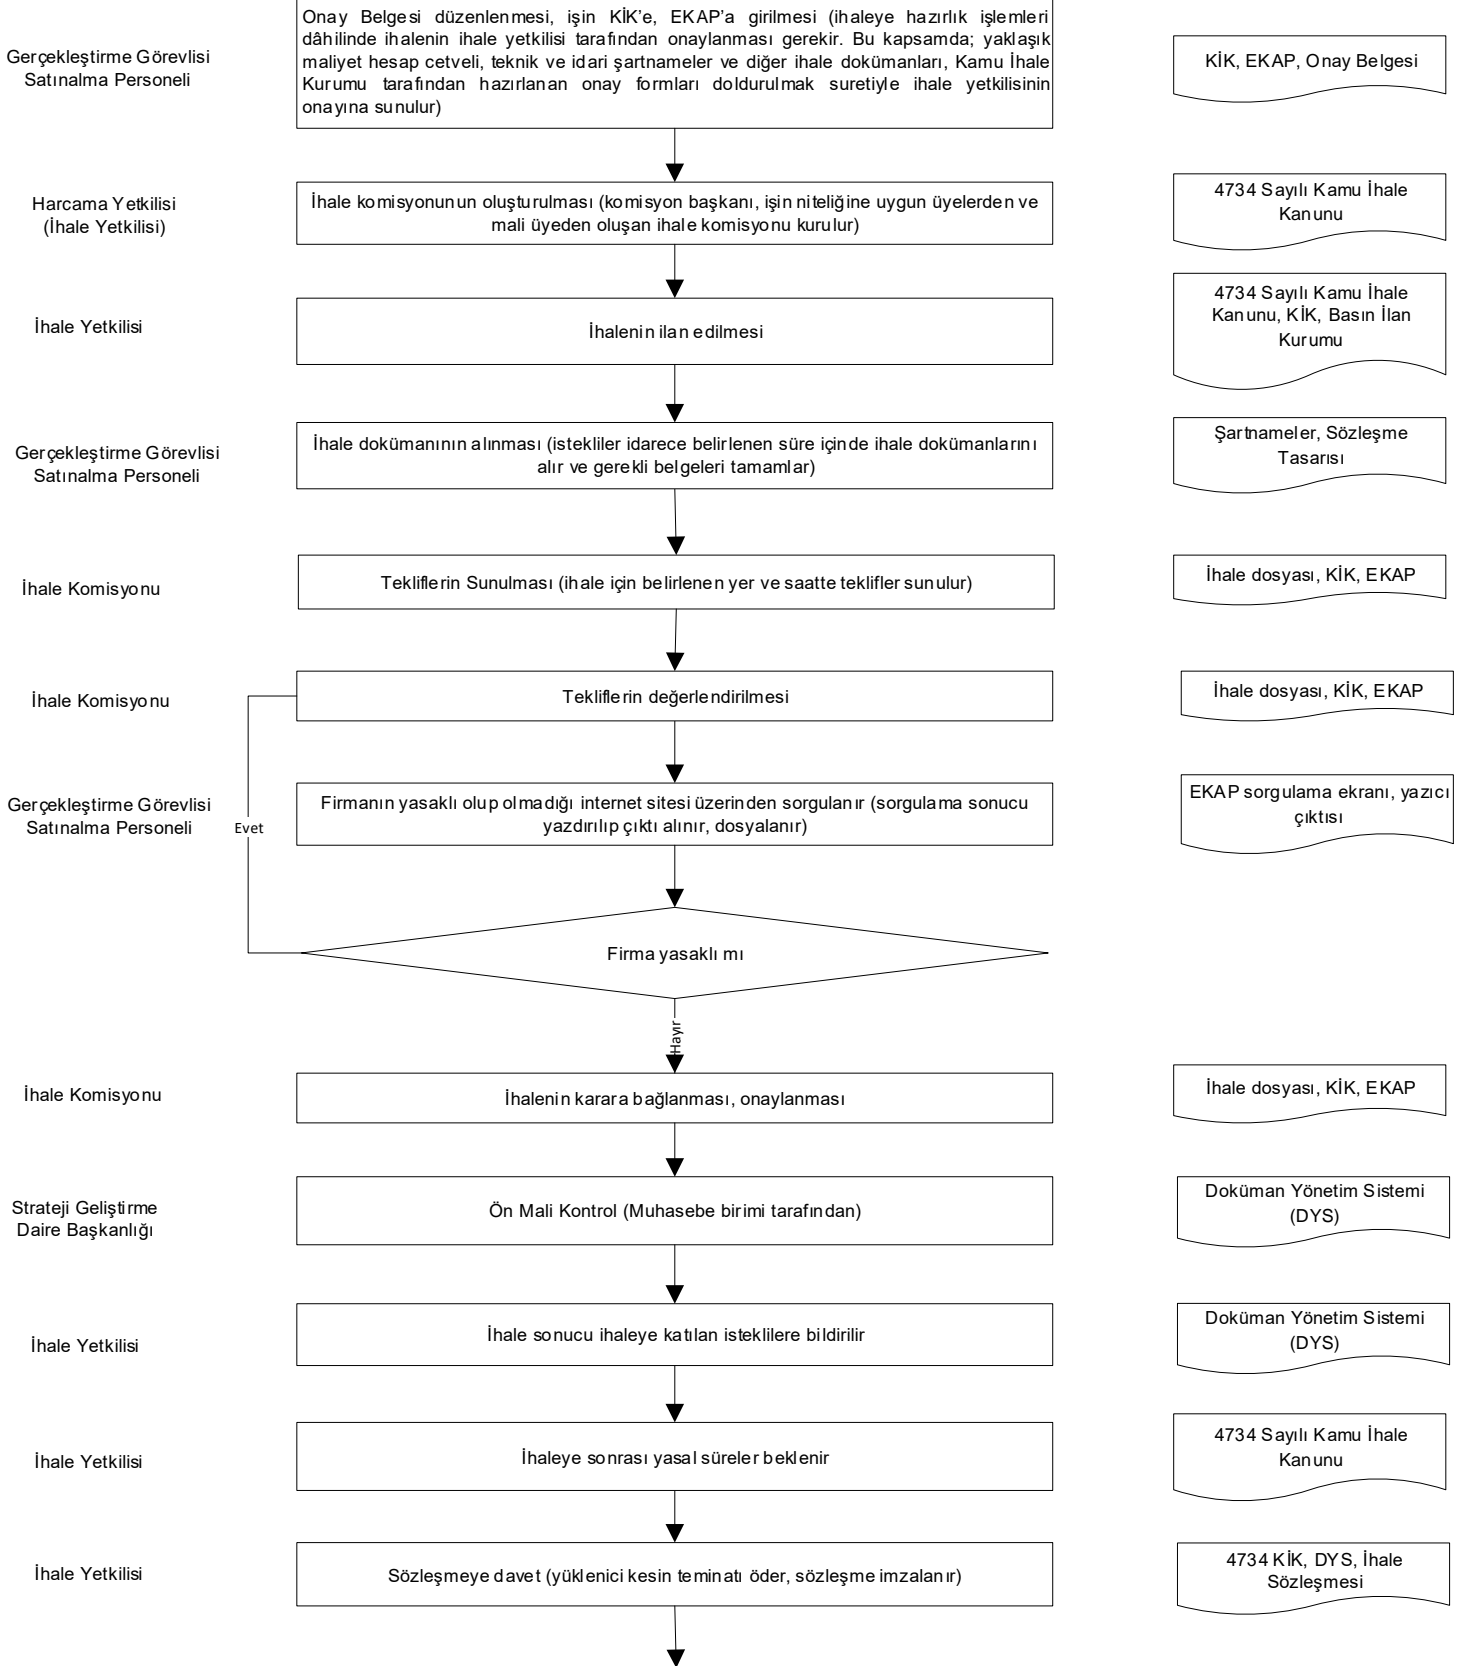 Onay Belgesi düzenlenmesi, işin KİK’e, EKAP’a girilmesi (ihaleye hazırlık işlemleri
dâhilinde ihalenin ihale yetkilisi tarafından onaylanması gerekir. Bu kapsamda; yaklaşık
maliyet hesap cetveli, teknik ve idari şartnameler ve diğer ihale dokümanları, Kamu İhale
Kurumu tarafından hazırlanan onay formları doldurulmak suretiyle ihale yetkilisinin
onayına sunulur)
Gerçekleştirme Görevlisi
Satınalma Personeli
KİK, EKAP, Onay Belgesi
Harcama Yetkilisi
(İhale Yetkilisi)
İhale komisyonunun oluşturulması (komisyon başkanı, işin niteliğine uygun üyelerden ve
mali üyeden oluşan ihale komisyonu kurulur)
4734 Sayılı Kamu İhale
Kanunu
İhale Yetkilisi
İhalenin ilan edilmesi
4734 Sayılı Kamu İhale
Kanunu, KİK, Basın İlan
Kurumu
Gerçekleştirme Görevlisi
Satınalma Personeli
İhale dokümanının alınması (istekliler idarece belirlenen süre içinde ihale dokümanlarını
alır ve gerekli belgeleri tamamlar)
Şartnameler, Sözleşme
Tasarısı
İhale Komisyonu
Tekliflerin Sunulması (ihale için belirlenen yer ve saatte teklifler sunulur)
İhale dosyası, KİK, EKAP
İhale Komisyonu
Tekliflerin değerlendirilmesi
İhale dosyası, KİK, EKAP
Gerçekleştirme Görevlisi
Satınalma Personeli
Evet
Firmanın yasaklı olup olmadığı internet sitesi üzerinden sorgulanır (sorgulama sonucu
yazdırılıp çıktı alınır, dosyalanır)
EKAP sorgulama ekranı, yazıcı
çıktısı
Firma yasaklı mı
Hayır
İhale Komisyonu
İhalenin karara bağlanması, onaylanması
İhale dosyası, KİK, EKAP
Strateji Geliştirme
Daire Başkanlığı
Ön Mali Kontrol (Muhasebe birimi tarafından)
Doküman Yönetim Sistemi
(DYS)
İhale Yetkilisi
İhale sonucu ihaleye katılan isteklilere bildirilir
Doküman Yönetim Sistemi
(DYS)
İhale Yetkilisi
İhaleye sonrası yasal süreler beklenir
4734 Sayılı Kamu İhale
Kanunu
İhale Yetkilisi
Sözleşmeye davet (yüklenici kesin teminatı öder, sözleşme imzalanır)
4734 KİK, DYS, İhale
Sözleşmesi